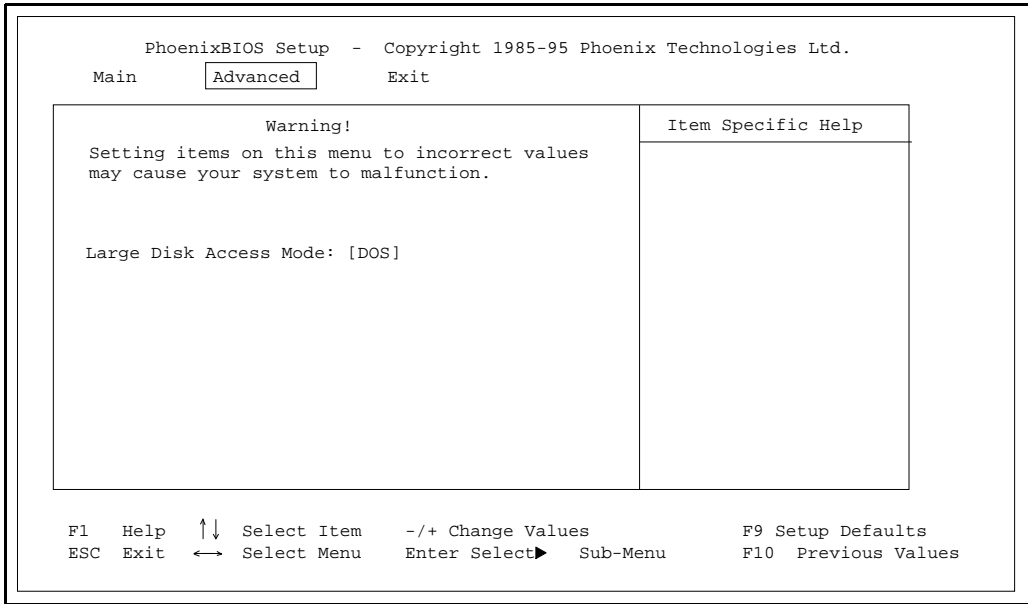 PhoenixBIOS Setup - Copyright 1985-95 Phoenix Technologies Ltd.
Main Advanced Exit
Warning!
Setting items on this menu to incorrect values
may cause your system to malfunction.
Large Disk Access Mode: [DOS]
Item Specific Help
F1 Help ↑↓ Select Item -/+ Change Values F9 Setup Defaults
ESC Exit ↔ Select Menu Enter Select▶ Sub-Menu F10 Previous Values